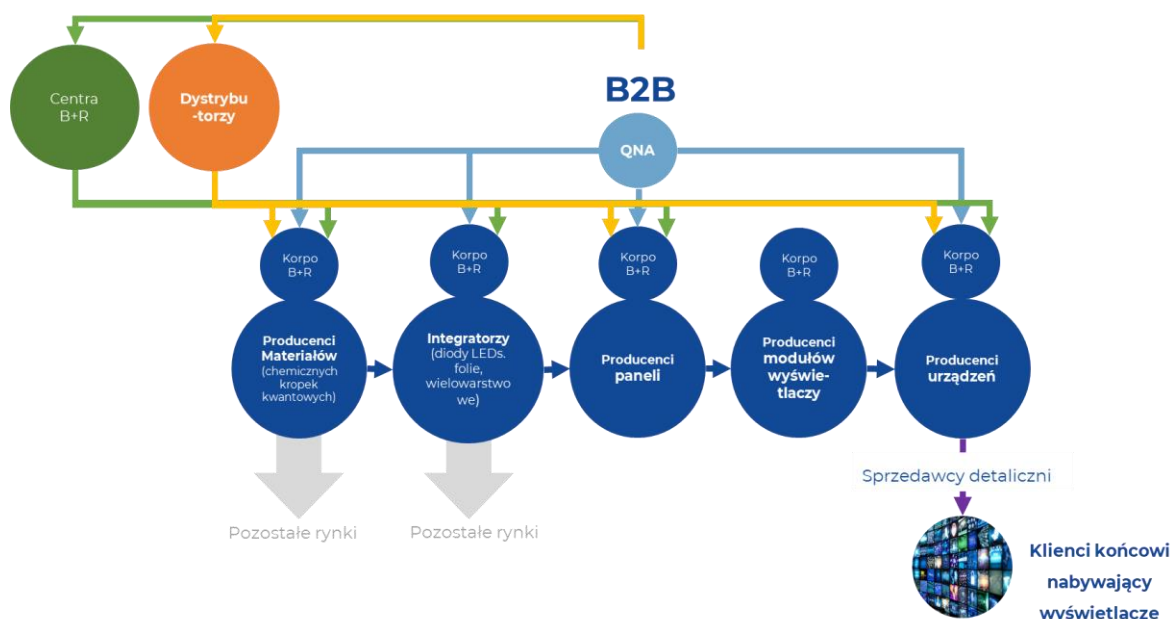 B2B
Centra
B+R
Dystrybu
-torzy
QNA
Korpo
B+R
Korpo
B+R
Korpo
B+R
Korpo
B+R
Korpo
B+R
Producenci
Materiałów
(chemicznych
kropek
kwantowych)
Integratorzy
(diody LEDs.
folie,
wielowarstwo
we)
Producenci
paneli
Producenci
modułów
wyświe-
tlaczy
Producenci
urządzeń
Sprzedawcy detaliczni
Pozostałe rynki
Pozostałe rynki
Klienci końcowi
nabywający
wyświetlacze